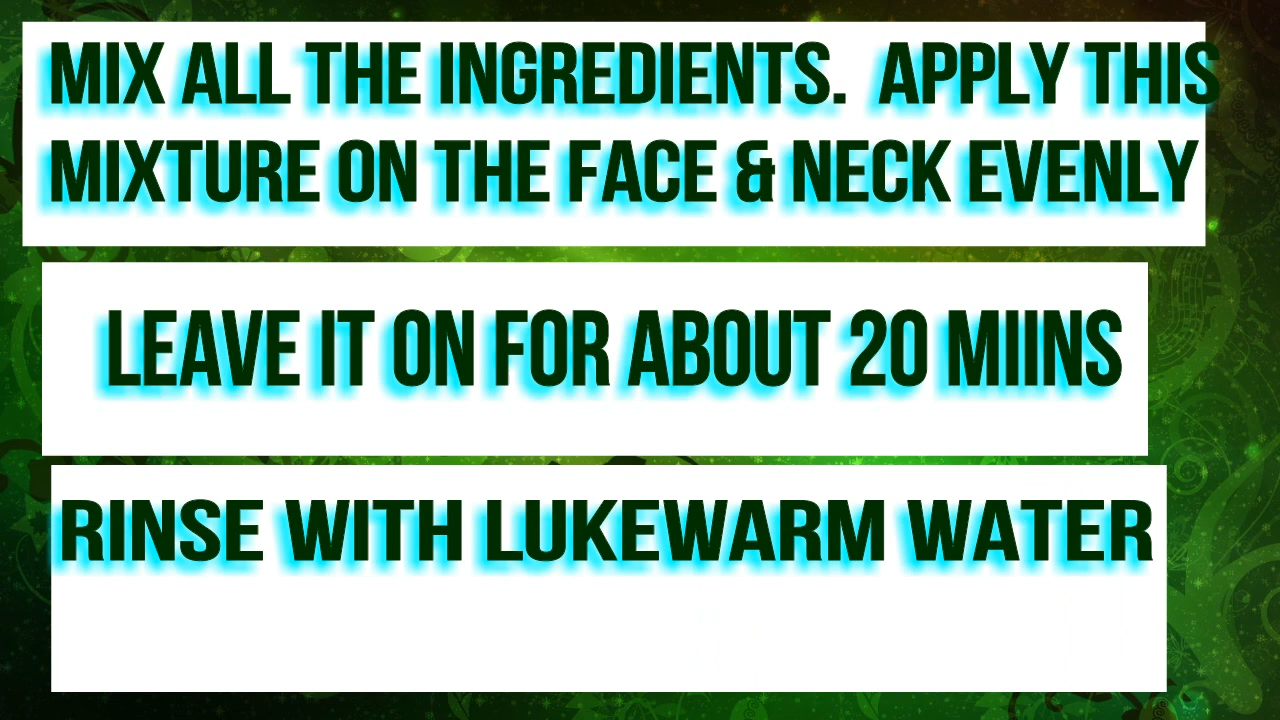 MIX ALL THE INGREDIENTS. APPLY THIS
MIXTURE ON THE FACE & NECK EVENLY
LEAVE IT ON FOR ABOUT 20 MIINS
RINSE WITH LUKEWARM WATER